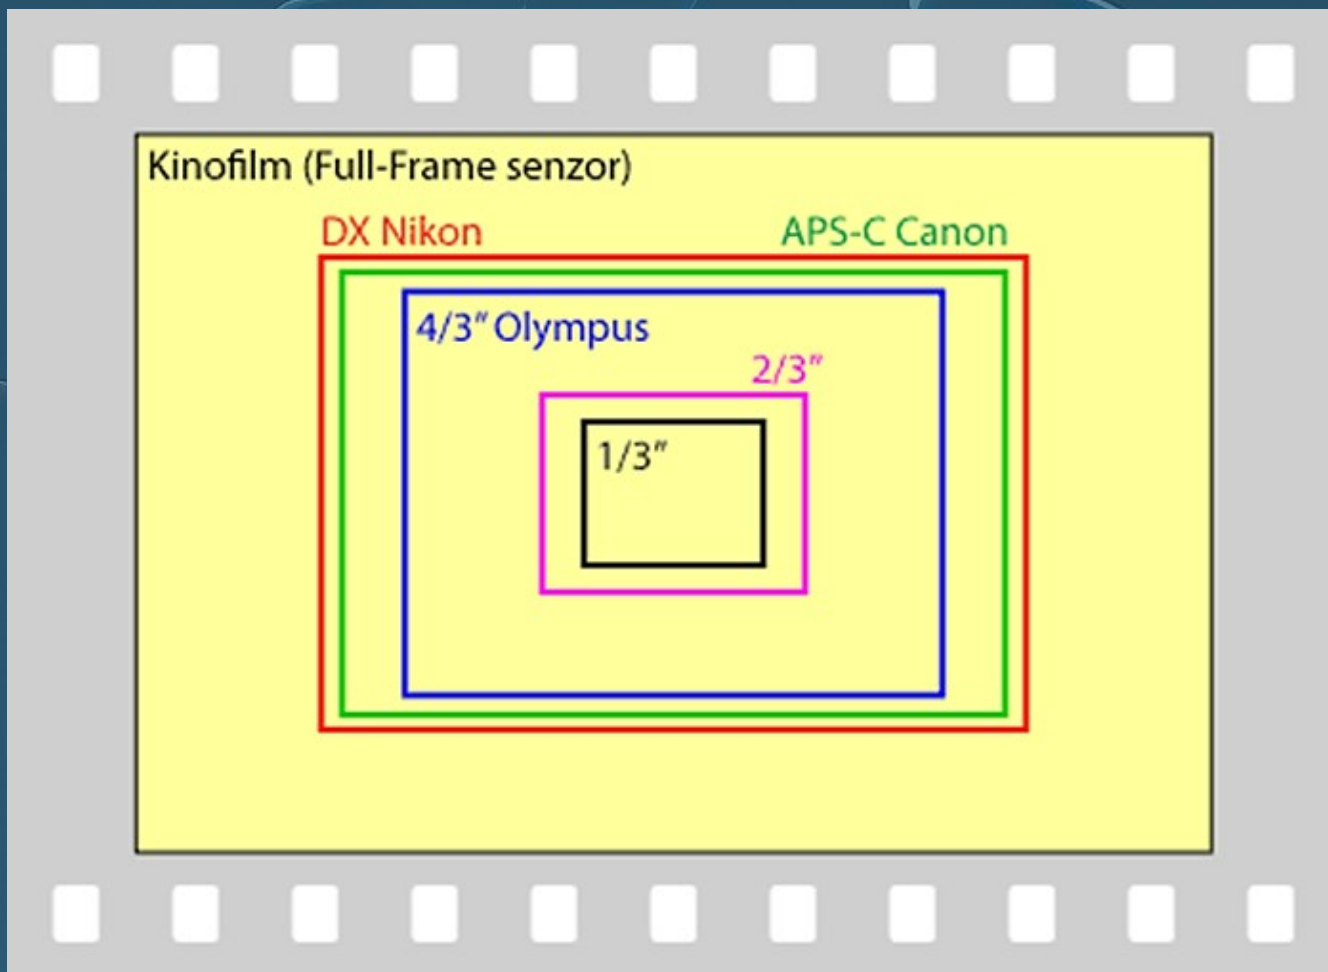 Kinofilm (Full-Frame senzor)
DX Nikon
APS-C Canon
4/3" Olympus
2/3"
1/3"